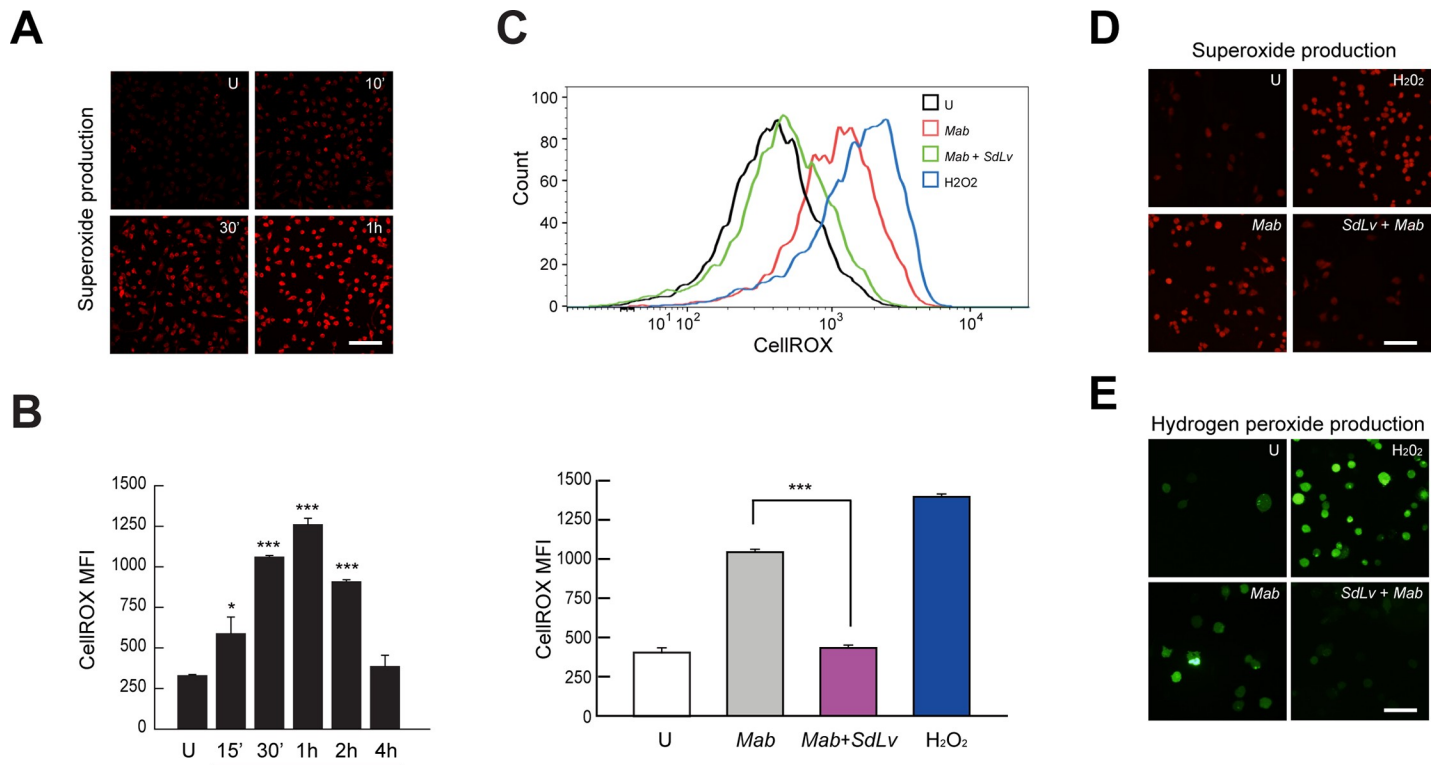 A
Superoxide production
U
10’
30’
1h
B
CellROX MFI
1500
1250
1000
750
500
250
0
*
***
***
***
U 15’ 30’ 1h 2h 4h
C
Count
100
80
60
40
20
0
U
Mab
Mab + SdLv
H2O2
10¹ 10² 10³ 10⁴
CellROX
CellROX MFI
1500
1250
1000
750
500
250
0
***
U Mab Mab+SdLv H₂O₂
D
Superoxide production
U
H₂0₂
Mab
SdLv + Mab
E
Hydrogen peroxide production
U
H₂0₂
Mab
SdLv + Mab